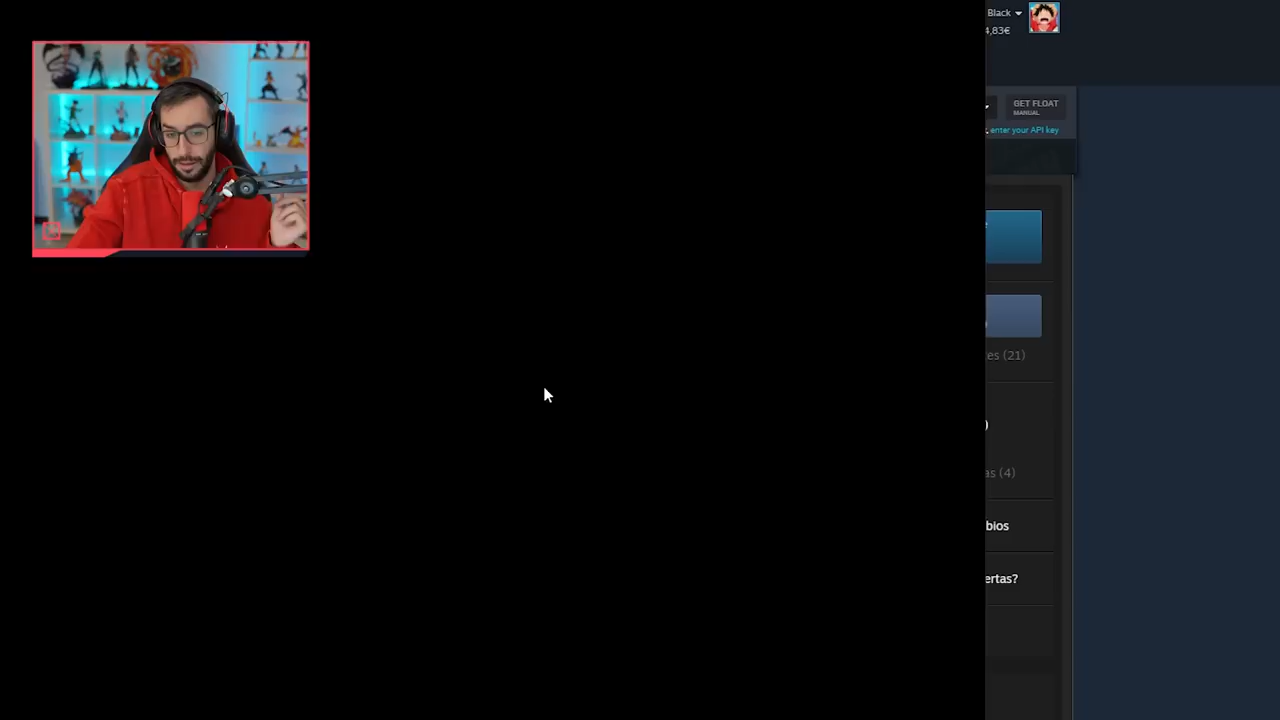 Black
4,83€
GET FLOAT
MANUAL
enter your API key
es (21)
)
as (4)
bios
ertas?